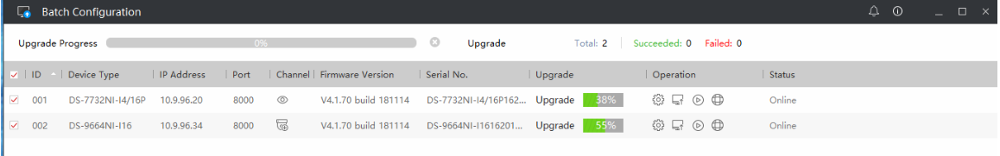 Batch Configuration
Upgrade Progress 0% Upgrade Total: 2 Succeeded: 0 Failed: 0
ID Device Type IP Address Port Channel Firmware Version Serial No. Upgrade Operation Status
001 DS-7732NI-I4/16P 10.9.96.20 8000 V4.1.70 build 181114 DS-7732NI-I4/16P162... Upgrade 38% Online
002 DS-9664NI-I16 10.9.96.34 8000 V4.1.70 build 181114 DS-9664NI-I1616201... Upgrade 55% Online